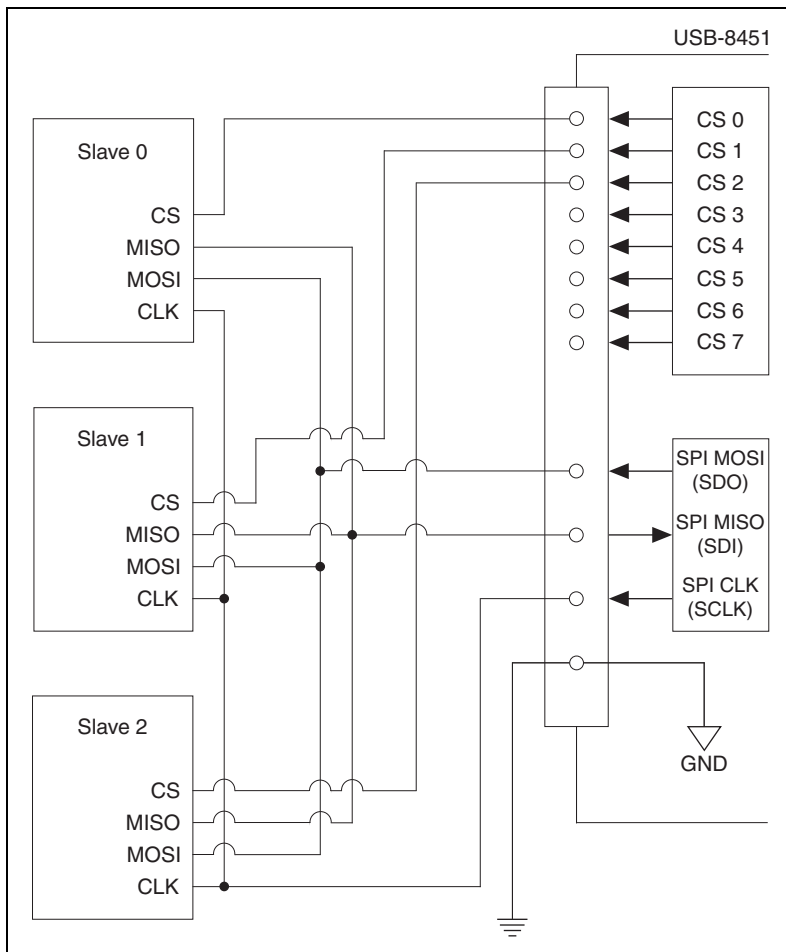 USB-8451
Slave 0
CS
MISO
MOSI
CLK
Slave 1
CS
MISO
MOSI
CLK
Slave 2
CS
MISO
MOSI
CLK
CS 0
CS 1
CS 2
CS 3
CS 4
CS 5
CS 6
CS 7
SPI MOSI
(SDO)
SPI MISO
(SDI)
SPI CLK
(SCLK)
GND